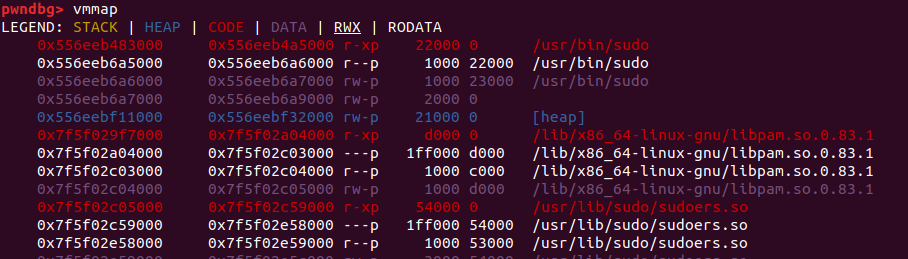 pwndbg> vmmap
LEGEND: STACK | HEAP | CODE | DATA | RWX | RODATA
0x556eeb483000 0x556eeb4a5000 r-xp 22000 0 /usr/bin/sudo
0x556eeb6a5000 0x556eeb6a6000 r--p 1000 22000 /usr/bin/sudo
0x556eeb6a6000 0x556eeb6a7000 rw-p 1000 23000 /usr/bin/sudo
0x556eeb6a7000 0x556eeb6a9000 rw-p 2000 0
0x556eebf11000 0x556eebf32000 rw-p 21000 0 [heap]
0x7f5f029f7000 0x7f5f02a04000 r-xp d000 0 /lib/x86_64-linux-gnu/libpam.so.0.83.1
0x7f5f02a04000 0x7f5f02c03000 ---p 1ff000 d000 /lib/x86_64-linux-gnu/libpam.so.0.83.1
0x7f5f02c03000 0x7f5f02c04000 r--p 1000 c000 /lib/x86_64-linux-gnu/libpam.so.0.83.1
0x7f5f02c04000 0x7f5f02c05000 rw-p 1000 d000 /lib/x86_64-linux-gnu/libpam.so.0.83.1
0x7f5f02c05000 0x7f5f02c59000 r-xp 54000 0 /usr/lib/sudo/sudoers.so
0x7f5f02c59000 0x7f5f02e58000 ---p 1ff000 54000 /usr/lib/sudo/sudoers.so
0x7f5f02e58000 0x7f5f02e59000 r--p 1000 53000 /usr/lib/sudo/sudoers.so